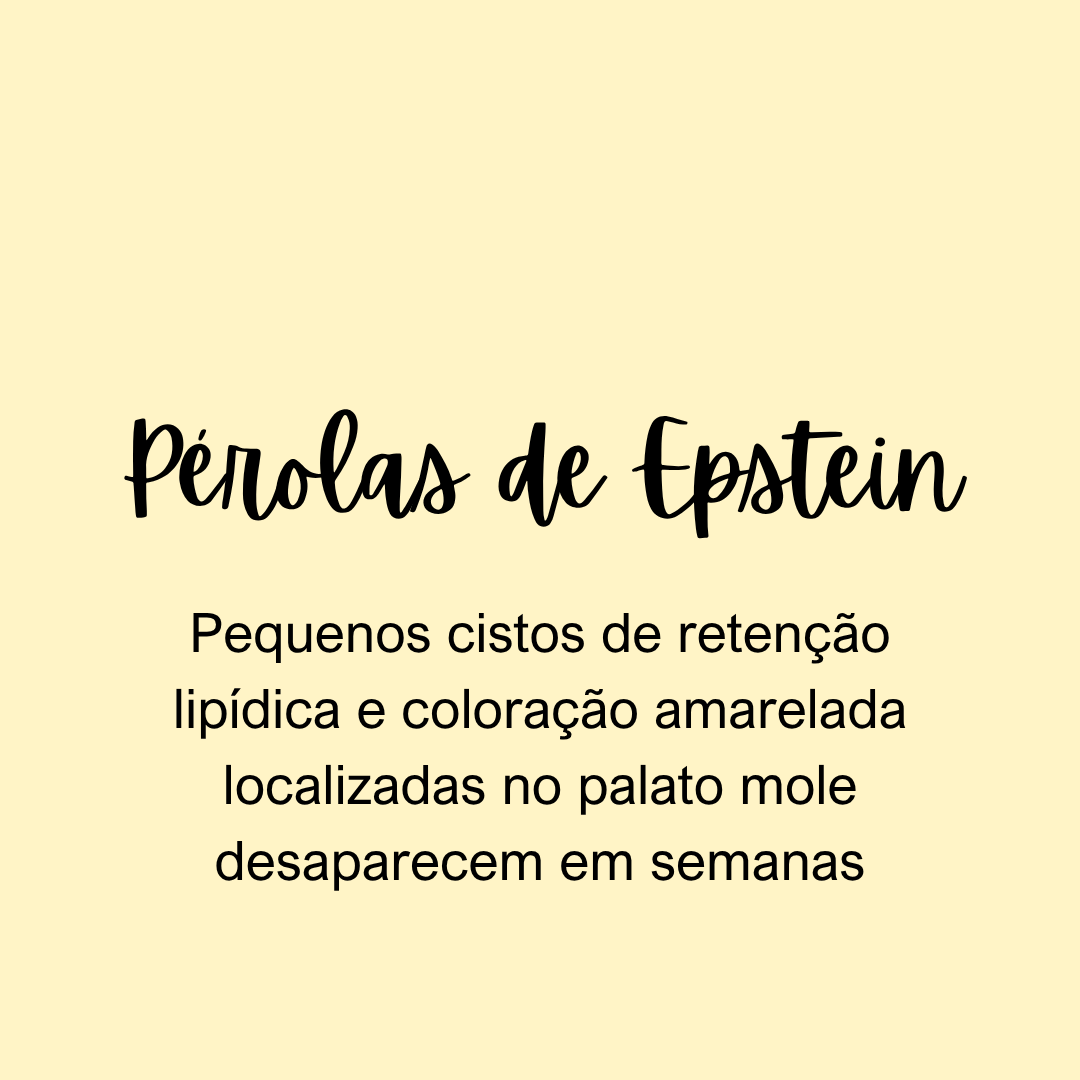 Pérolas de Epstein
Pequenos cistos de retenção
lipídica e coloração amarelada
localizadas no palato mole
desaparecem em semanas